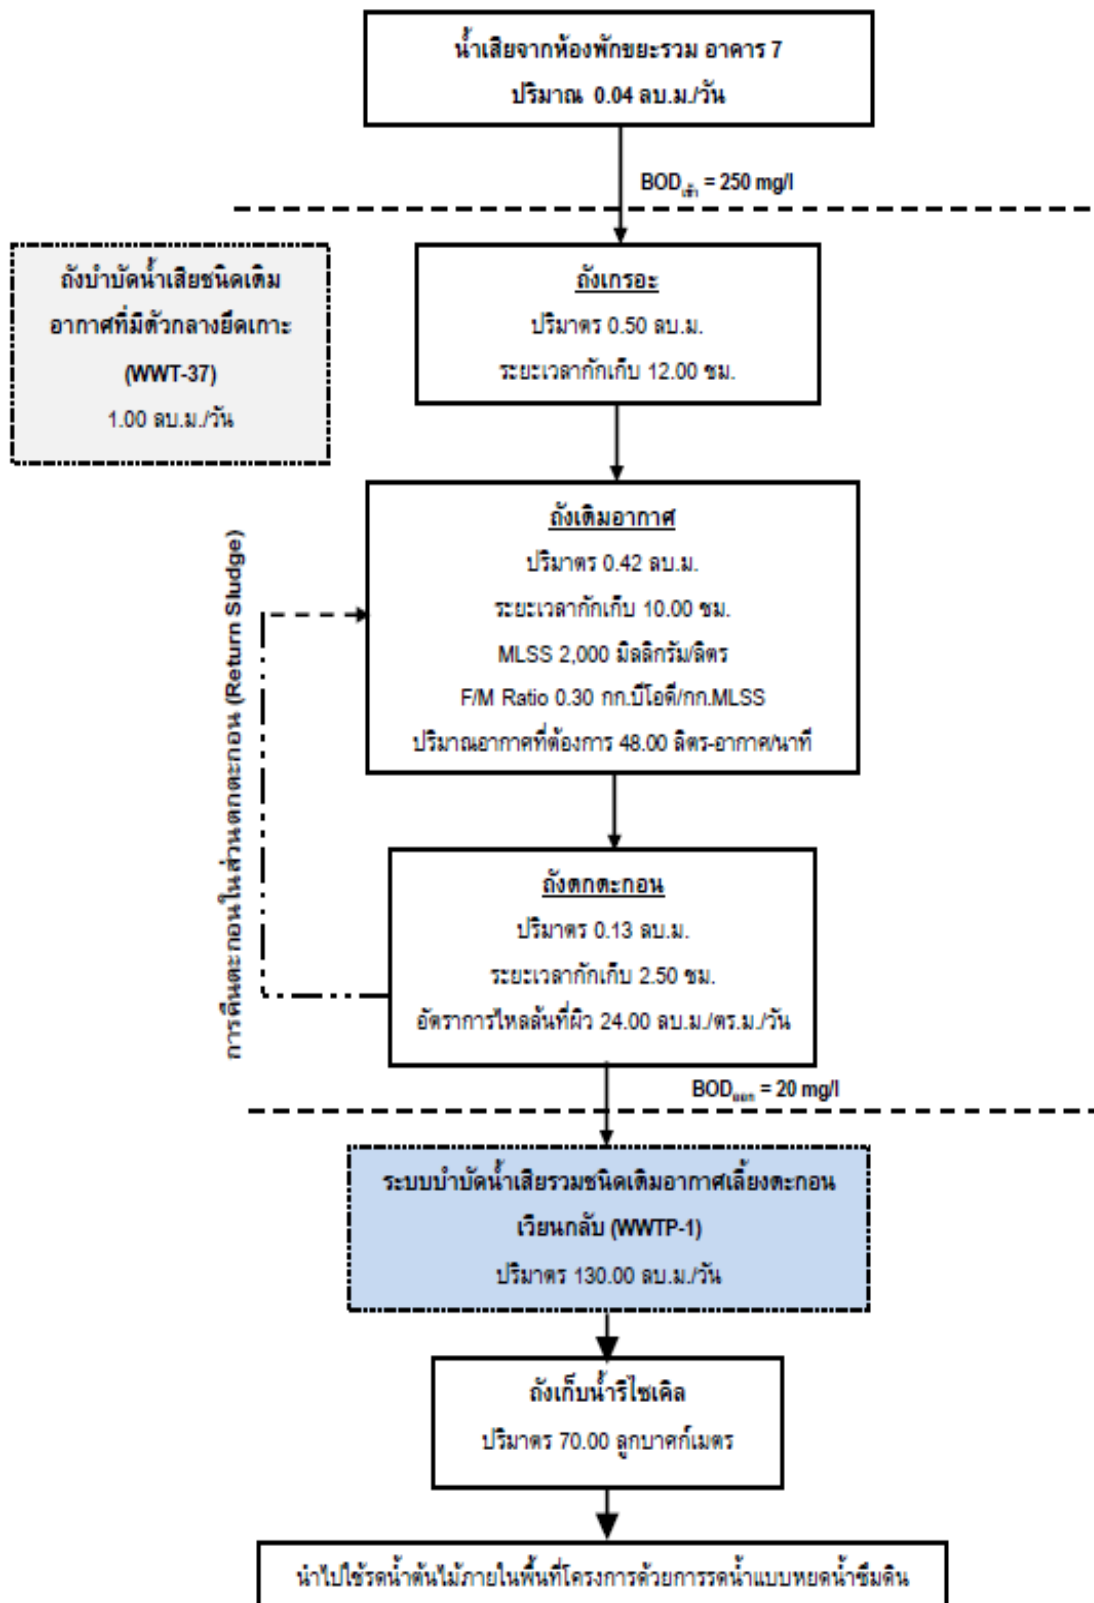 น้ำเสียจากห้องพักขยะรวม อาคาร 7
ปริมาณ 0.04 ลบ.ม./วัน
BODเข้า = 250 mg/l
ถังบำบัดน้ำเสียชนิดเติม
อากาศที่มีตัวกลางยึดเกาะ
(WWT-37)
1.00 ลบ.ม./วัน
ถังเกรอะ
ปริมาตร 0.50 ลบ.ม.
ระยะเวลากักเก็บ 12.00 ชม.
ถังเติมอากาศ
ปริมาตร 0.42 ลบ.ม.
ระยะเวลากักเก็บ 10.00 ชม.
MLSS 2,000 มิลลิกรัม/ลิตร
F/M Ratio 0.30 กก.บีโอดี/กก.MLSS
ปริมาณอากาศที่ต้องการ 48.00 ลิตร-อากาศ/นาที
การคืนตะกอนในส่วนตกตะกอน (Return Sludge)
ถังตกตะกอน
ปริมาตร 0.13 ลบ.ม.
ระยะเวลากักเก็บ 2.50 ชม.
อัตราการไหลล้นที่ผิว 24.00 ลบ.ม./ตร.ม./วัน
BODออก = 20 mg/l
ระบบบำบัดน้ำเสียรวมชนิดเติมอากาศเลี้ยงตะกอน
เวียนกลับ (WWTP-1)
ปริมาตร 130.00 ลบ.ม./วัน
ถังเก็บน้ำรีไซเคิล
ปริมาตร 70.00 ลูกบาศก์เมตร
นำไปใช้รดน้ำต้นไม้ภายในพื้นที่โครงการด้วยการรดน้ำแบบหยดน้ำซึมดิน